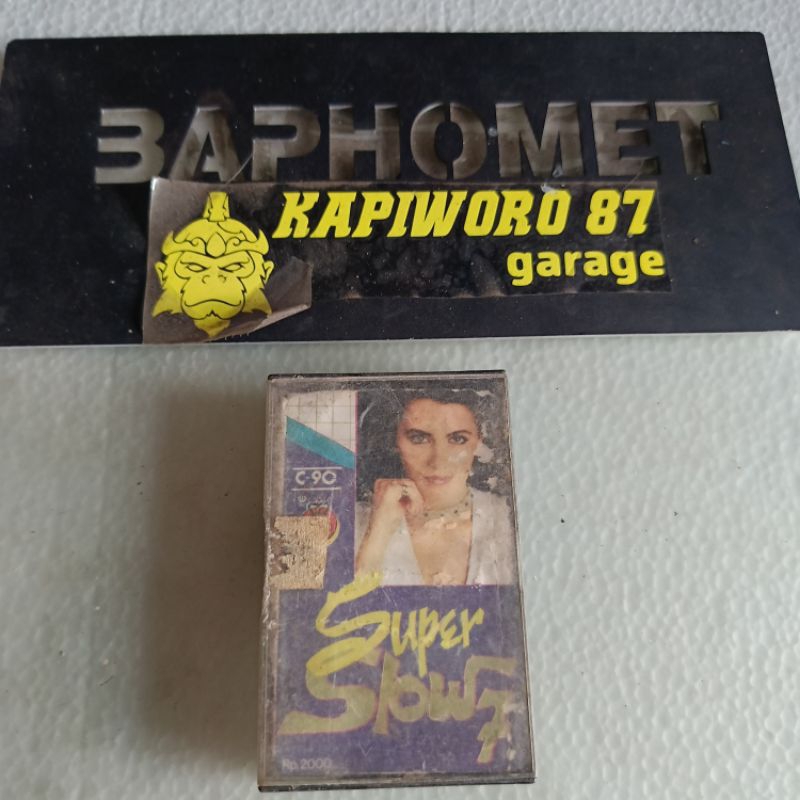 BAPHOMET
KAPIWORO 87
garage
C-90
Super
Slow 7
Rp. 2000